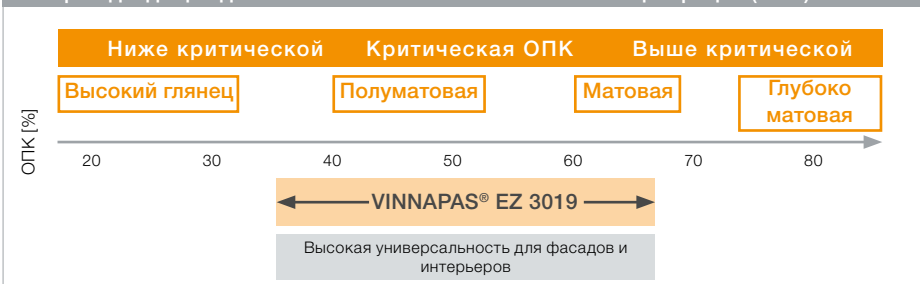 Ниже критической Критическая ОПК Выше критической
Высокий глянец Полуматовая Матовая Глубоко
матовая
ОПК [%]
20 30 40 50 60 70 80
VINNAPAS® EZ 3019
Высокая универсальность для фасадов и
интерьеров